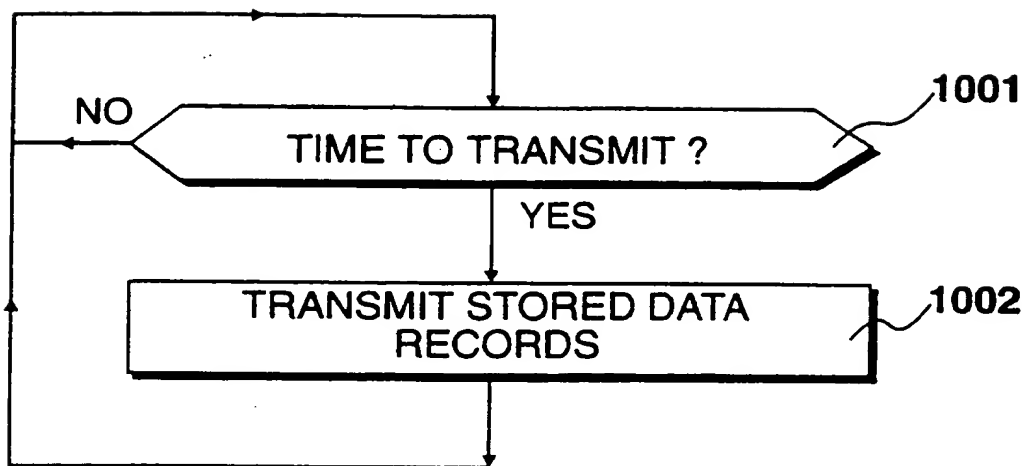 1001
NO
TIME TO TRANSMIT ?
YES
TRANSMIT STORED DATA
RECORDS
1002